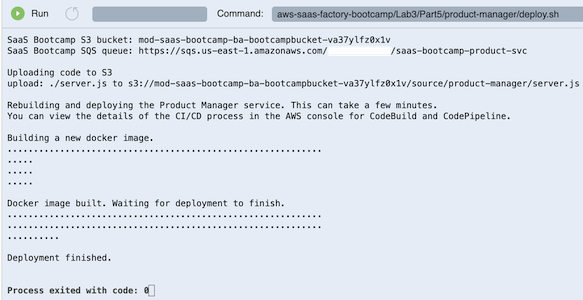 Run
Command: aws-saas-factory-bootcamp/Lab3/Part5/product-manager/deploy.sh
SaaS Bootcamp S3 bucket: mod-saas-bootcamp-ba-bootcampbucket-va37ylfz0x1v
SaaS Bootcamp SQS queue: https://sqs.us-east-1.amazonaws.com/ /saas-bootcamp-product-svc
Uploading code to S3
upload: ./server.js to s3://mod-saas-bootcamp-ba-bootcampbucket-va37ylfz0x1v/source/product-manager/server.js
Rebuilding and deploying the Product Manager service. This can take a few minutes.
You can view the details of the CI/CD process in the AWS console for CodeBuild and CodePipeline.
Building a new docker image.
............................................................
.....
.....
.....
Docker image built. Waiting for deployment to finish.
............................................................
............................................................
..........
Deployment finished.
Process exited with code: 0